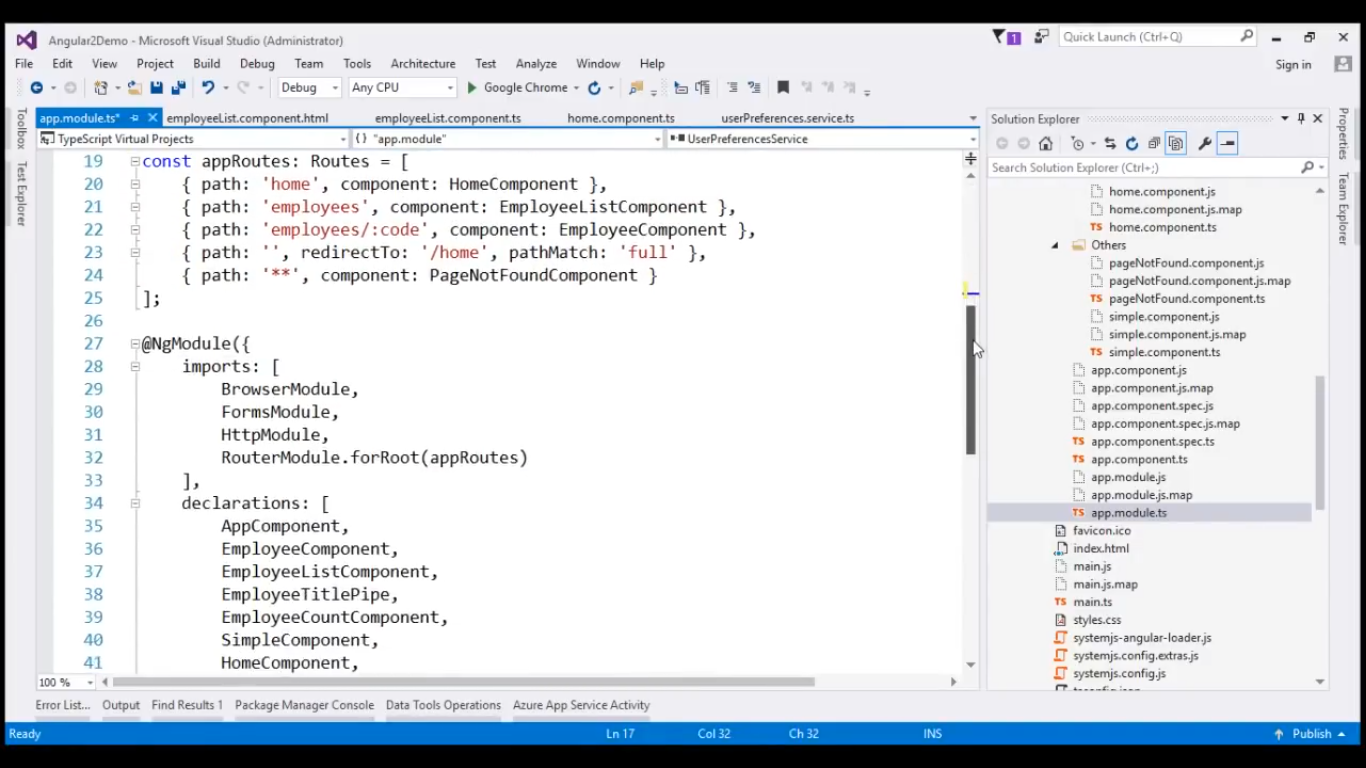 Angular2Demo - Microsoft Visual Studio (Administrator)
1
Quick Launch (Ctrl+Q)
File Edit View Project Build Debug Team Tools Architecture Test Analyze Window Help
Sign in
Debug Any CPU Google Chrome
Toolbox
Test Explorer
app.module.ts* employeeList.component.html employeeList.component.ts home.component.ts userPreferences.service.ts
TypeScript Virtual Projects {} "app.module" UserPreferencesService
19 const appRoutes: Routes = [
20 { path: 'home', component: HomeComponent },
21 { path: 'employees', component: EmployeeListComponent },
22 { path: 'employees/:code', component: EmployeeComponent },
23 { path: '', redirectTo: '/home', pathMatch: 'full' },
24 { path: '**', component: PageNotFoundComponent }
25 ];
26
27 @NgModule({
28 imports: [
29 BrowserModule,
30 FormsModule,
31 HttpModule,
32 RouterModule.forRoot(appRoutes)
33 ],
34 declarations: [
35 AppComponent,
36 EmployeeComponent,
37 EmployeeListComponent,
38 EmployeeTitlePipe,
39 EmployeeCountComponent,
40 SimpleComponent,
41 HomeComponent,
100 %
Solution Explorer
Search Solution Explorer (Ctrl+;)
home.component.js
home.component.js.map
TS home.component.ts
Others
pageNotFound.component.js
pageNotFound.component.js.map
TS pageNotFound.component.ts
simple.component.js
simple.component.js.map
TS simple.component.ts
app.component.js
app.component.js.map
app.component.spec.js
app.component.spec.js.map
TS app.component.spec.ts
TS app.component.ts
app.module.js
app.module.js.map
TS app.module.ts
favicon.ico
index.html
main.js
main.js.map
TS main.ts
styles.css
systemjs-angular-loader.js
systemjs.config.extras.js
systemjs.config.js
Properties
Team Explorer
Error List... Output Find Results 1 Package Manager Console Data Tools Operations Azure App Service Activity
Ready Ln 17 Col 32 Ch 32 INS Publish